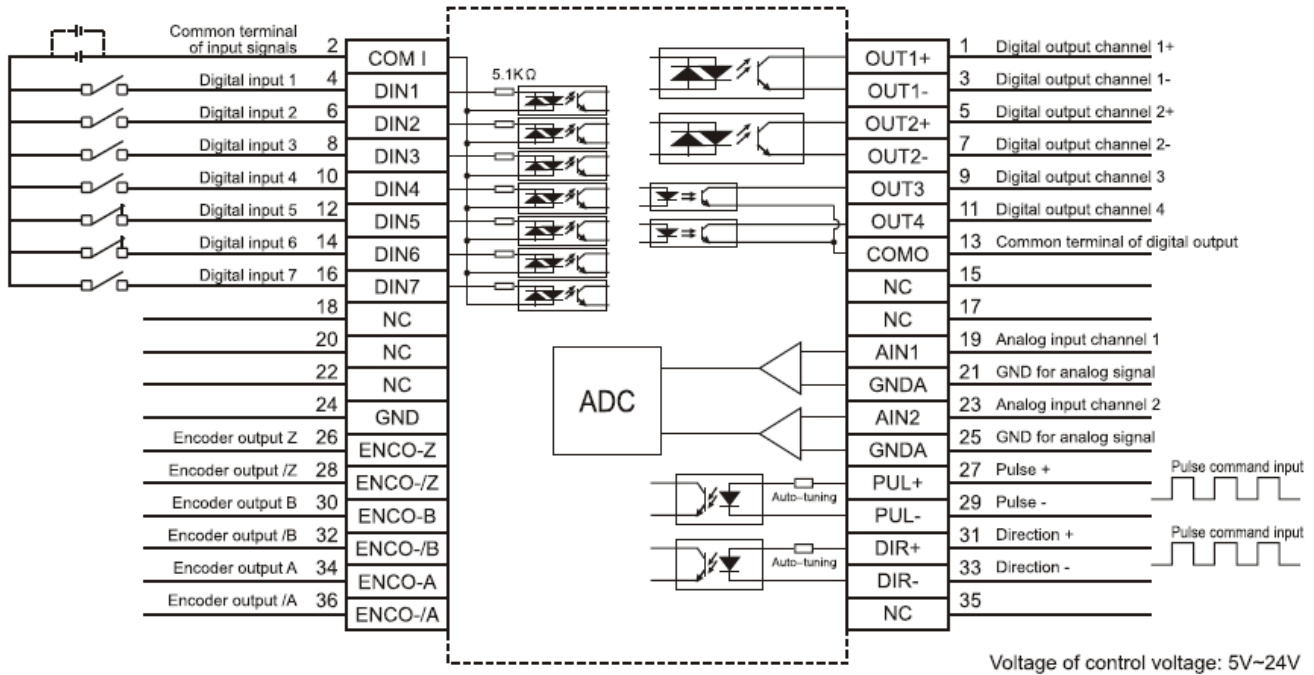 Common terminal
of input signals 2 COM I
Digital input 1 4 DIN1
Digital input 2 6 DIN2
Digital input 3 8 DIN3
Digital input 4 10 DIN4
Digital input 5 12 DIN5
Digital input 6 14 DIN6
Digital input 7 16 DIN7
18 NC
20 NC
22 NC
24 GND
Encoder output Z 26 ENCO-Z
Encoder output /Z 28 ENCO-/Z
Encoder output B 30 ENCO-B
Encoder output /B 32 ENCO-/B
Encoder output A 34 ENCO-A
Encoder output /A 36 ENCO-/A
5.1KΩ
ADC
Auto-tuning
Auto-tuning
OUT1+ 1 Digital output channel 1+
OUT1- 3 Digital output channel 1-
OUT2+ 5 Digital output channel 2+
OUT2- 7 Digital output channel 2-
OUT3 9 Digital output channel 3
OUT4 11 Digital output channel 4
COMO 13 Common terminal of digital output
NC 15
NC 17
AIN1 19 Analog input channel 1
GNDA 21 GND for analog signal
AIN2 23 Analog input channel 2
GNDA 25 GND for analog signal
PUL+ 27 Pulse + Pulse command input
PUL- 29 Pulse -
DIR+ 31 Direction + Pulse command input
DIR- 33 Direction -
NC 35
Voltage of control voltage: 5V~24V